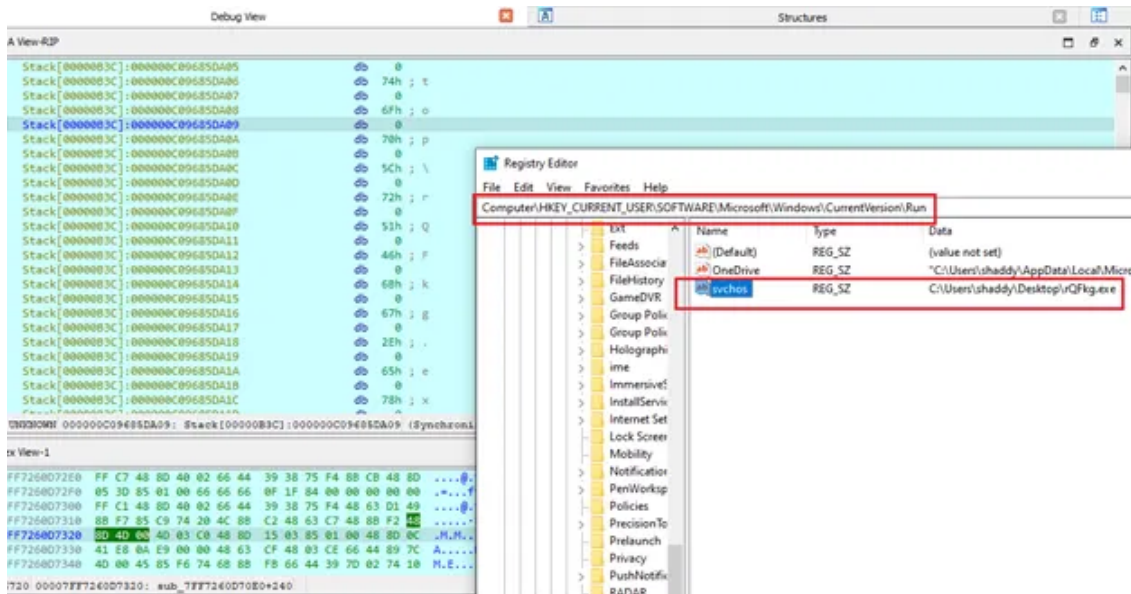 Debug View
Structures
A View-RIP
Stack[00000B3C]:000000C09685DA05 db 0
Stack[00000B3C]:000000C09685DA06 db 74h ; t
Stack[00000B3C]:000000C09685DA07 db 0
Stack[00000B3C]:000000C09685DA08 db 6Fh ; o
Stack[00000B3C]:000000C09685DA09 db 0
Stack[00000B3C]:000000C09685DA0A db 70h ; p
Stack[00000B3C]:000000C09685DA0B db 0
Stack[00000B3C]:000000C09685DA0C db 5Ch ; \
Stack[00000B3C]:000000C09685DA0D db 0
Stack[00000B3C]:000000C09685DA0E db 72h ; r
Stack[00000B3C]:000000C09685DA0F db 0
Stack[00000B3C]:000000C09685DA10 db 51h ; Q
Stack[00000B3C]:000000C09685DA11 db 0
Stack[00000B3C]:000000C09685DA12 db 46h ; F
Stack[00000B3C]:000000C09685DA13 db 0
Stack[00000B3C]:000000C09685DA14 db 6Bh ; k
Stack[00000B3C]:000000C09685DA15 db 0
Stack[00000B3C]:000000C09685DA16 db 67h ; g
Stack[00000B3C]:000000C09685DA17 db 0
Stack[00000B3C]:000000C09685DA18 db 2Eh ; .
Stack[00000B3C]:000000C09685DA19 db 0
Stack[00000B3C]:000000C09685DA1A db 65h ; e
Stack[00000B3C]:000000C09685DA1B db 0
Stack[00000B3C]:000000C09685DA1C db 78h ; x
UNKNOWN 000000C09685DA09: Stack[00000B3C]:000000C09685DA09 (Synchroni
ex View-1
FF7260D72E0 FF C7 48 8D 40 02 66 44 39 38 75 F4 8B CB 48 8D ....@.
FF7260D72F0 05 3D 85 01 00 66 66 66 0F 1F 84 00 00 00 00 00 .=...f
FF7260D7300 FF C1 48 8D 40 02 66 44 39 38 75 F4 48 63 D1 49 ....@.
FF7260D7310 8B F7 85 C9 74 20 4C 8B C2 48 63 C7 48 8B F2 48 ......
FF7260D7320 8D 4D 00 4D 03 C0 48 8D 15 03 85 01 00 48 8D 0C .M.M..
FF7260D7330 41 E8 0A E9 00 00 48 63 CF 48 03 CE 66 44 89 7C A.....
FF7260D7340 4D 00 45 85 F6 74 6B 8B F8 66 44 39 7D 02 74 10 M.E...
6720 00007FF7260D7320: sub_7FF7260D70E0+240
Registry Editor
File Edit View Favorites Help
Computer\HKEY_CURRENT_USER\SOFTWARE\Microsoft\Windows\CurrentVersion\Run
Ext
Feeds
FileAssocia
FileHistory
GameDVR
Group Polic
Group Polic
Holographi
ime
ImmersiveS
InstallServic
Internet Set
Lock Screen
Mobility
Notification
PenWorksp
Policies
PrecisionTo
Prelaunch
Privacy
PushNotific
RADAR
Name Type Data
(Default) REG_SZ (value not set)
OneDrive REG_SZ "C:\Users\shaddy\AppData\Local\Micro
svchos REG_SZ C:\Users\shaddy\Desktop\rQFkg.exe